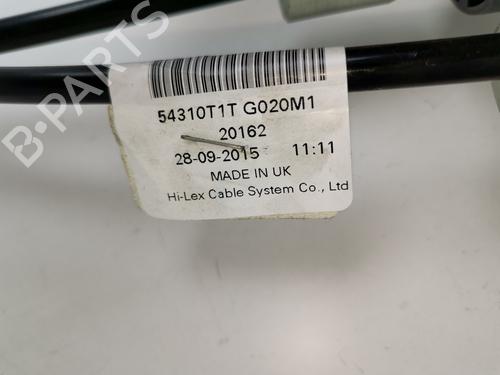 54310T1T G020M1
20162
28-09-2015 11:11
MADE IN UK
Hi-Lex Cable System Co., Ltd
B-PARTS